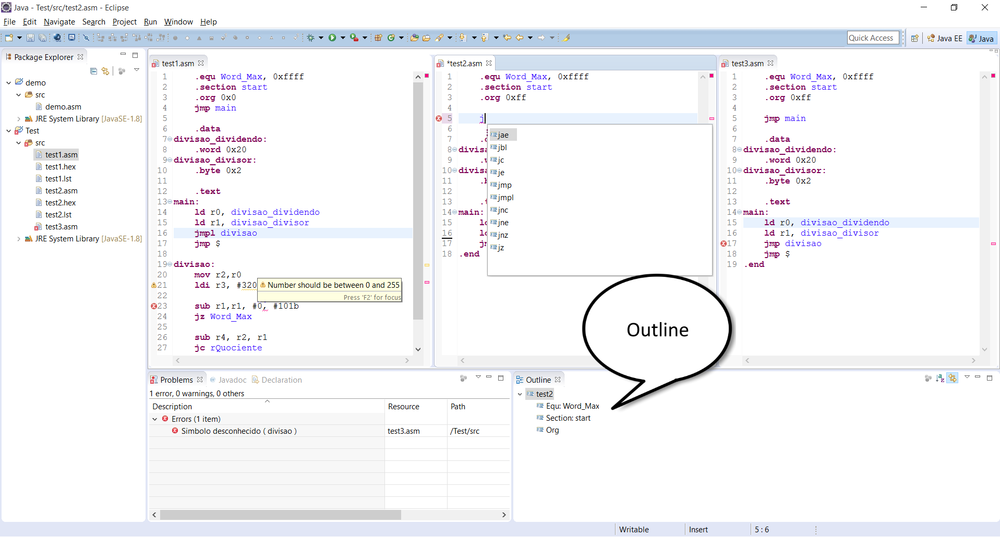 Java - Test/src/test2.asm - Eclipse
File Edit Navigate Search Project Run Window Help
Quick Access
Java EE
Java
Package Explorer
demo
src
demo.asm
JRE System Library [JavaSE-1.8]
Test
src
test1.asm
test1.hex
test1.lst
test2.asm
test2.hex
test2.lst
test3.asm
JRE System Library [JavaSE-1.8]
test1.asm
1 .equ Word_Max, 0xffff
2 .section start
3 .org 0x0
4 jmp main
5
6 .data
7 divisao_dividendo:
8 .word 0x20
9 divisao_divisor:
10 .byte 0x2
11
12 .text
13 main:
14 ld r0, divisao_dividendo
15 ld r1, divisao_divisor
16 jmpl divisao
17 jmp $
18
19 divisao:
20 mov r2,r0
21 ldi r3, #320
22
23 sub r1,r1, #0, #101b
24 jz Word_Max
25
26 sub r4, r2, r1
27 jc rQuociente
Number should be between 0 and 255
Press 'F2' for focus
*test2.asm
1 .equ Word_Max, 0xffff
2 .section start
3 .org 0xff
4
5 j
6
7
8 divis
9
10 divis
11
12
13
14 main:
15
16
17
18 .end
jae
jbl
jc
je
jmp
jmpl
jnc
jne
jnz
jz
test3.asm
1 .equ Word_Max, 0xffff
2 .section start
3 .org 0xff
4
5 jmp main
6
7 .data
8 divisao_dividendo:
9 .word 0x20
10 divisao_divisor:
11 .byte 0x2
12
13 .text
14 main:
15 ld r0, divisao_dividendo
16 ld r1, divisao_divisor
17 jmp divisao
18 jmp $
19 .end
Outline
Problems
@ Javadoc
Declaration
1 error, 0 warnings, 0 others
Description Resource Path
Errors (1 item)
Simbolo desconhecido ( divisao ) test3.asm /Test/src
Outline
test2
Equ: Word_Max
Section: start
Org
Writable Insert 5 : 6